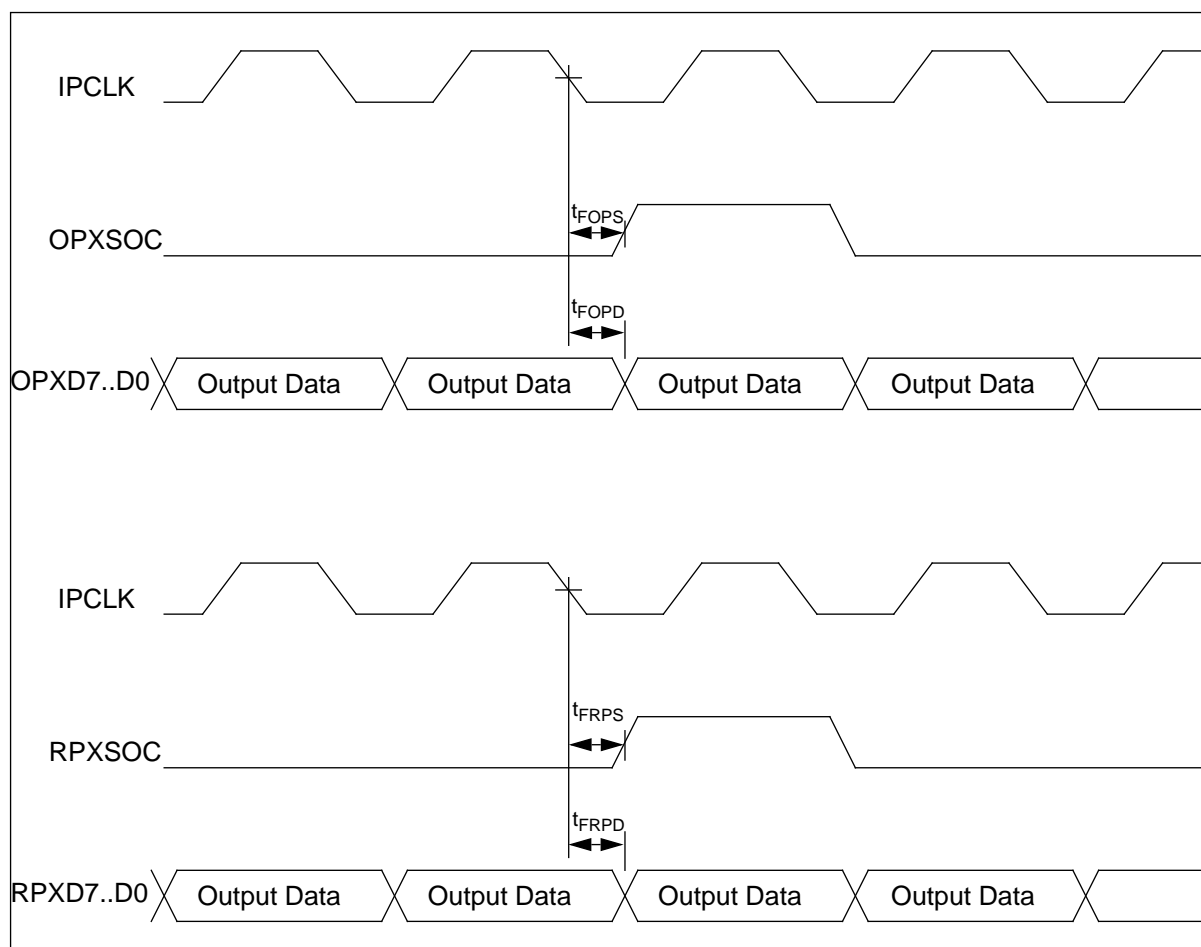 IPCLK
tFOPS
OPXSOC
tFOPD
OPXD7..D0
Output Data
Output Data
Output Data
Output Data
IPCLK
tFRPS
RPXSOC
tFRPD
RPXD7..D0
Output Data
Output Data
Output Data
Output Data